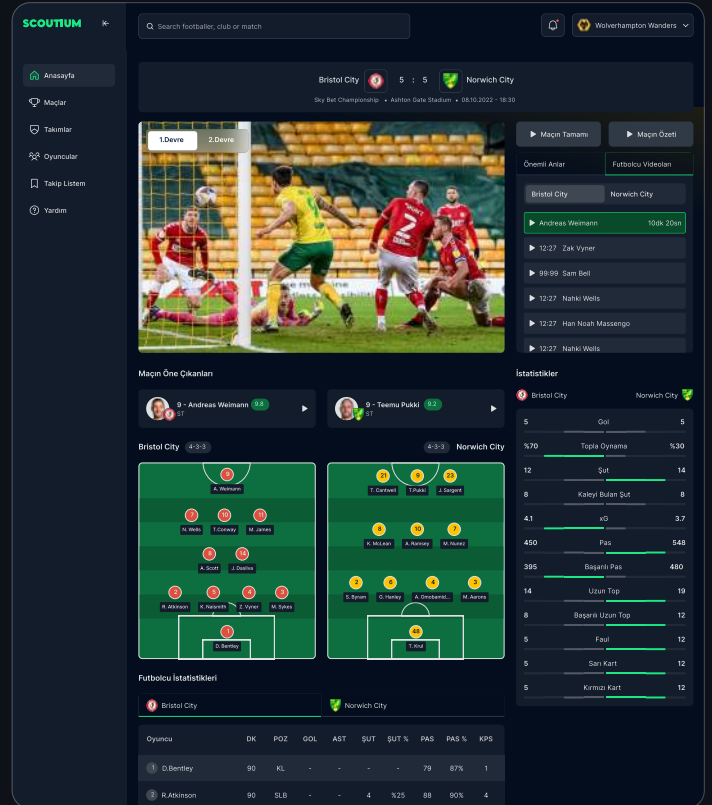 SCOUTIUM
Search footballer, club or match
Wolverhampton Wanders
Anasayfa
Maçlar
Takımlar
Oyuncular
Takip Listem
Yardım
Bristol City 5 : 5 Norwich City
Sky Bet Championship • Ashton Gate Stadium • 08.10.2022 - 18:30
1.Devre 2.Devre
Maçın Tamamı Maçın Özeti
Önemli Anlar Futbolcu Videoları
Bristol City Norwich City
Andreas Weimann 10dk 20sn
12:27 Zak Vyner
99:99 Sam Bell
12:27 Nahki Wells
12:27 Han Noah Massengo
12:27 Nahki Wells
Maçın Öne Çıkanları
9 - Andreas Weimann 9.8
ST
9 - Teemu Pukki 9.2
ST
Bristol City 4-3-3
4-3-3 Norwich City
9
A. Weimann
7 10 11
N. Wells T.Conway M. James
8 14
A. Scott J. Dasilva
2 5 4 3
R. Atkinson K. Naismith Z. Vyner M. Sykes
1
D. Bentley
21 9 23
T. Cantwell T.Pukki J. Sargent
8 10 7
K. McLean A. Ramsey M. Nunez
2 6 4 3
S. Byram G. Hanley A. Omobamid... M. Aarons
48
T. Krul
İstatistikler
Bristol City Norwich City
5 Gol 5
%70 Topla Oynama %30
12 Şut 14
8 Kaleyi Bulan Şut 8
4.1 xG 3.7
450 Pas 548
395 Başarılı Pas 480
14 Uzun Top 19
8 Başarılı Uzun Top 12
5 Faul 12
5 Sarı Kart 12
5 Kırmızı Kart 12
Futbolcu İstatistikleri
Bristol City Norwich City
Oyuncu DK POZ GOL AST ŞUT ŞUT % PAS PAS % KPS
1 D.Bentley 90 KL - - - - 79 87% 1
2 R.Atkinson 90 SLB - - 4 %25 88 90% 4